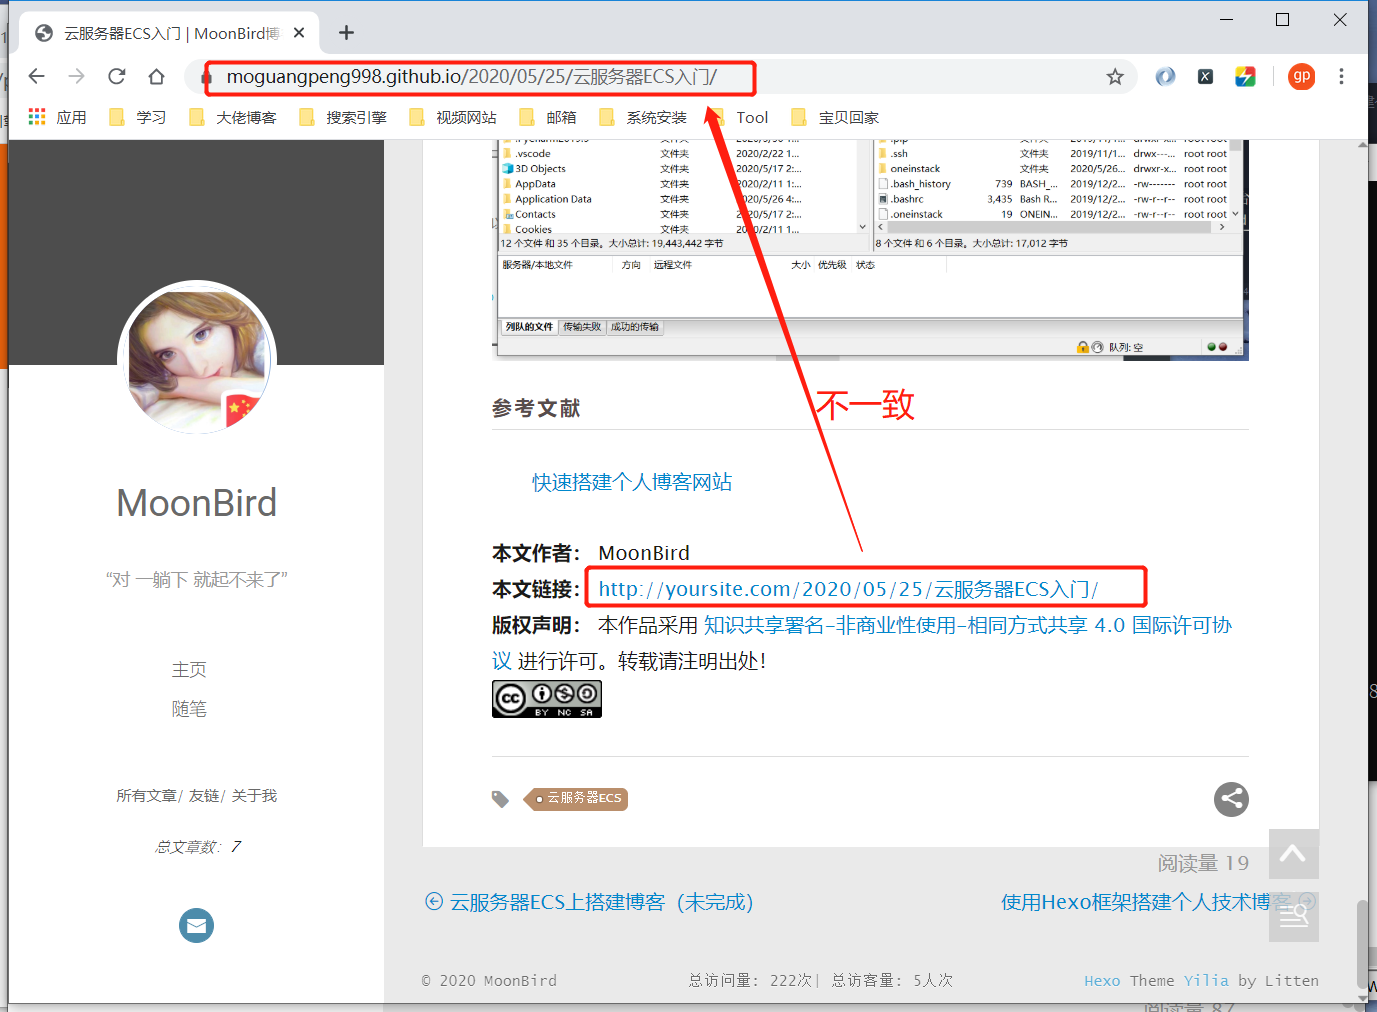 云服务器ECS入门 | MoonBird博
moguangpeng998.github.io/2020/05/25/云服务器ECS入门/
gp
应用 学习 大佬博客 搜索引擎 视频网站 邮箱 系统安装 Tool 宝贝回家
.vscode 文件夹 2020/2/22 1...
3D Objects 文件夹 2020/5/17 2:...
AppData 文件夹 2020/2/11 1:...
Application Data 文件夹 2020/5/26 4:...
Contacts 文件夹 2020/5/17 2:...
Cookies 文件夹 2020/2/11 1...
12 个文件 和 35 个目录。大小总计: 19,443,442 字节
.ssh 文件夹 2019/11/1... drwx---... root root
oneinstack 文件夹 2020/5/26... drwxr-x... root root
.bash_history 739 BASH_... 2019/12/2... -rw------- root root
.bashrc 3,435 Bash R... 2019/12/2... -rw-r--r-- root root
.oneinstack 19 ONEIN... 2019/12/2... -rw-r--r-- root root
8 个文件 和 6 个目录。大小总计: 17,012 字节
服务器/本地文件 方向 远程文件 大小 优先级 状态
列队的文件 传输失败 成功的传输
队列: 空
不一致
参考文献
快速搭建个人博客网站
本文作者： MoonBird
本文链接： http://yoursite.com/2020/05/25/云服务器ECS入门/
版权声明： 本作品采用 知识共享署名-非商业性使用-相同方式共享 4.0 国际许可协
议 进行许可。转载请注明出处！
cc BY NC SA
云服务器ECS
阅读量 19
云服务器ECS上搭建博客（未完成）
使用Hexo框架搭建个人技术博客
MoonBird
“对 一躺下 就起不来了”
主页
随笔
所有文章/ 友链/ 关于我
总文章数： 7
© 2020 MoonBird
总访问量: 222次| 总访客量: 5人次
Hexo Theme Yilia by Litten